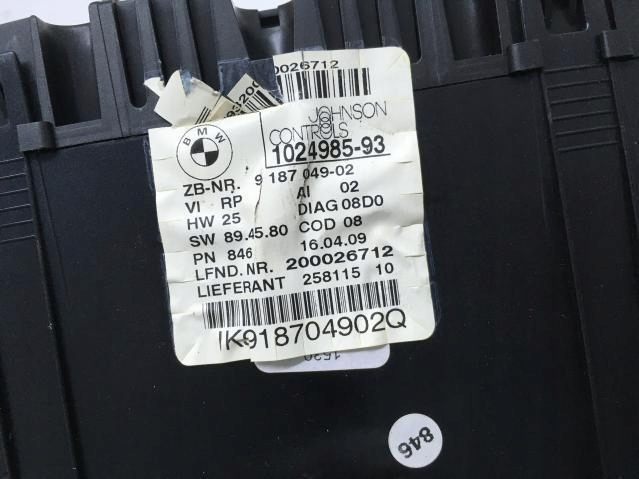 200026712
BMW
JOHNSON
CONTROLS
1024985-93
ZB-NR. 9 187 049-02
VI RP AI 02
HW 25 DIAG 08D0
SW 89.45.80 COD 08
PN 846 16.04.09
LFND. NR. 200026712
LIEFERANT 258115 10
IK918704902Q
1520
846